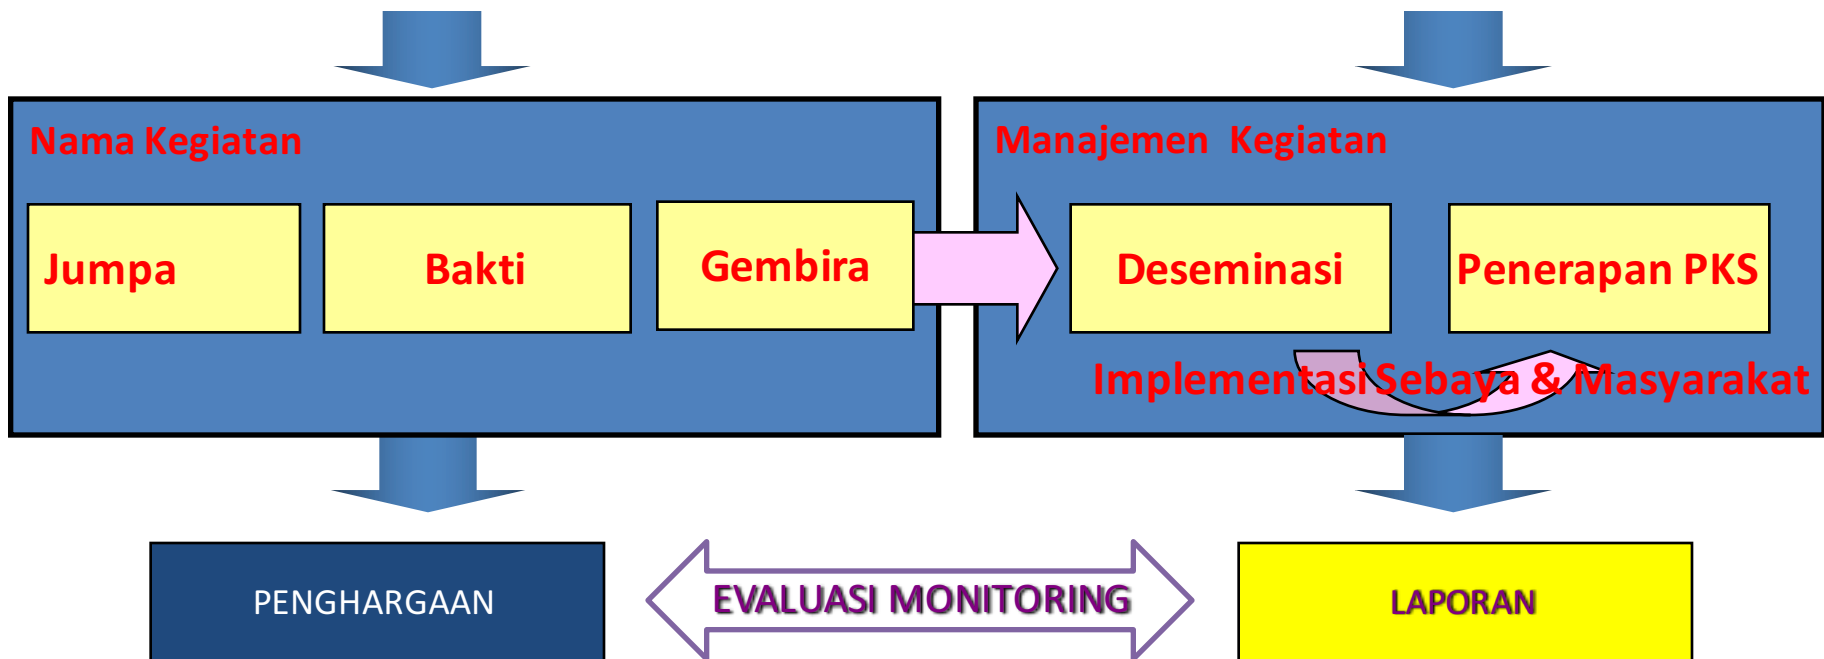 Nama Kegiatan
Jumpa
Bakti
Gembira
Manajemen Kegiatan
Deseminasi
Penerapan PKS
Implementasi Sebaya & Masyarakat
PENGHARGAAN
EVALUASI MONITORING
LAPORAN